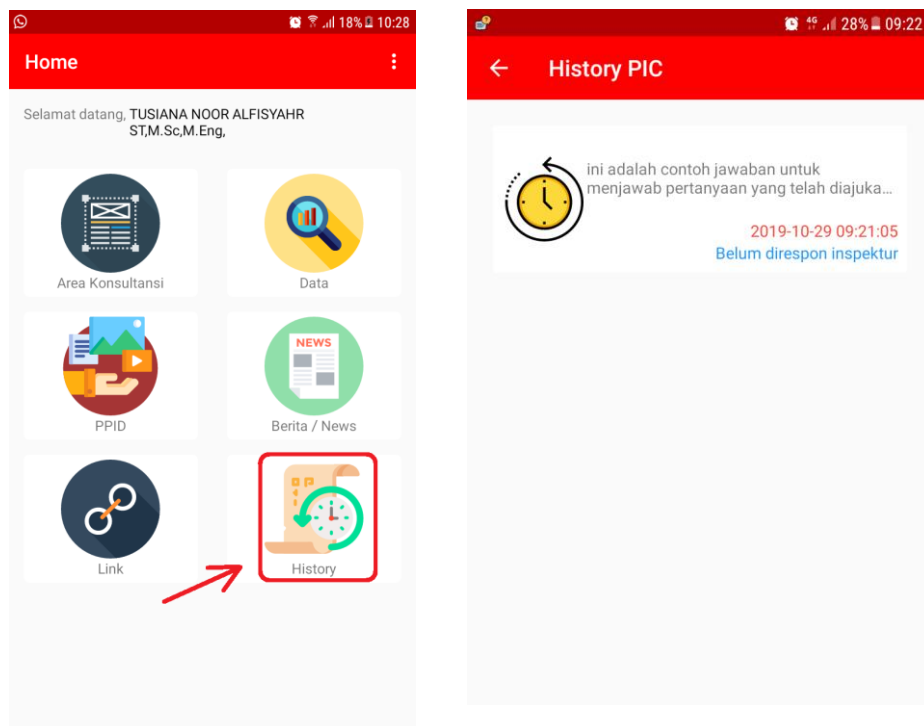 18% 10:28
Home
Selamat datang, TUSIANA NOOR ALFISYAHR
ST,M.Sc,M.Eng,
Area Konsultansi
Data
PPID
NEWS
Berita / News
Link
History
4G 28% 09:22
History PIC
ini adalah contoh jawaban untuk
menjawab pertanyaan yang telah diajuka...
2019-10-29 09:21:05
Belum direspon inspektur